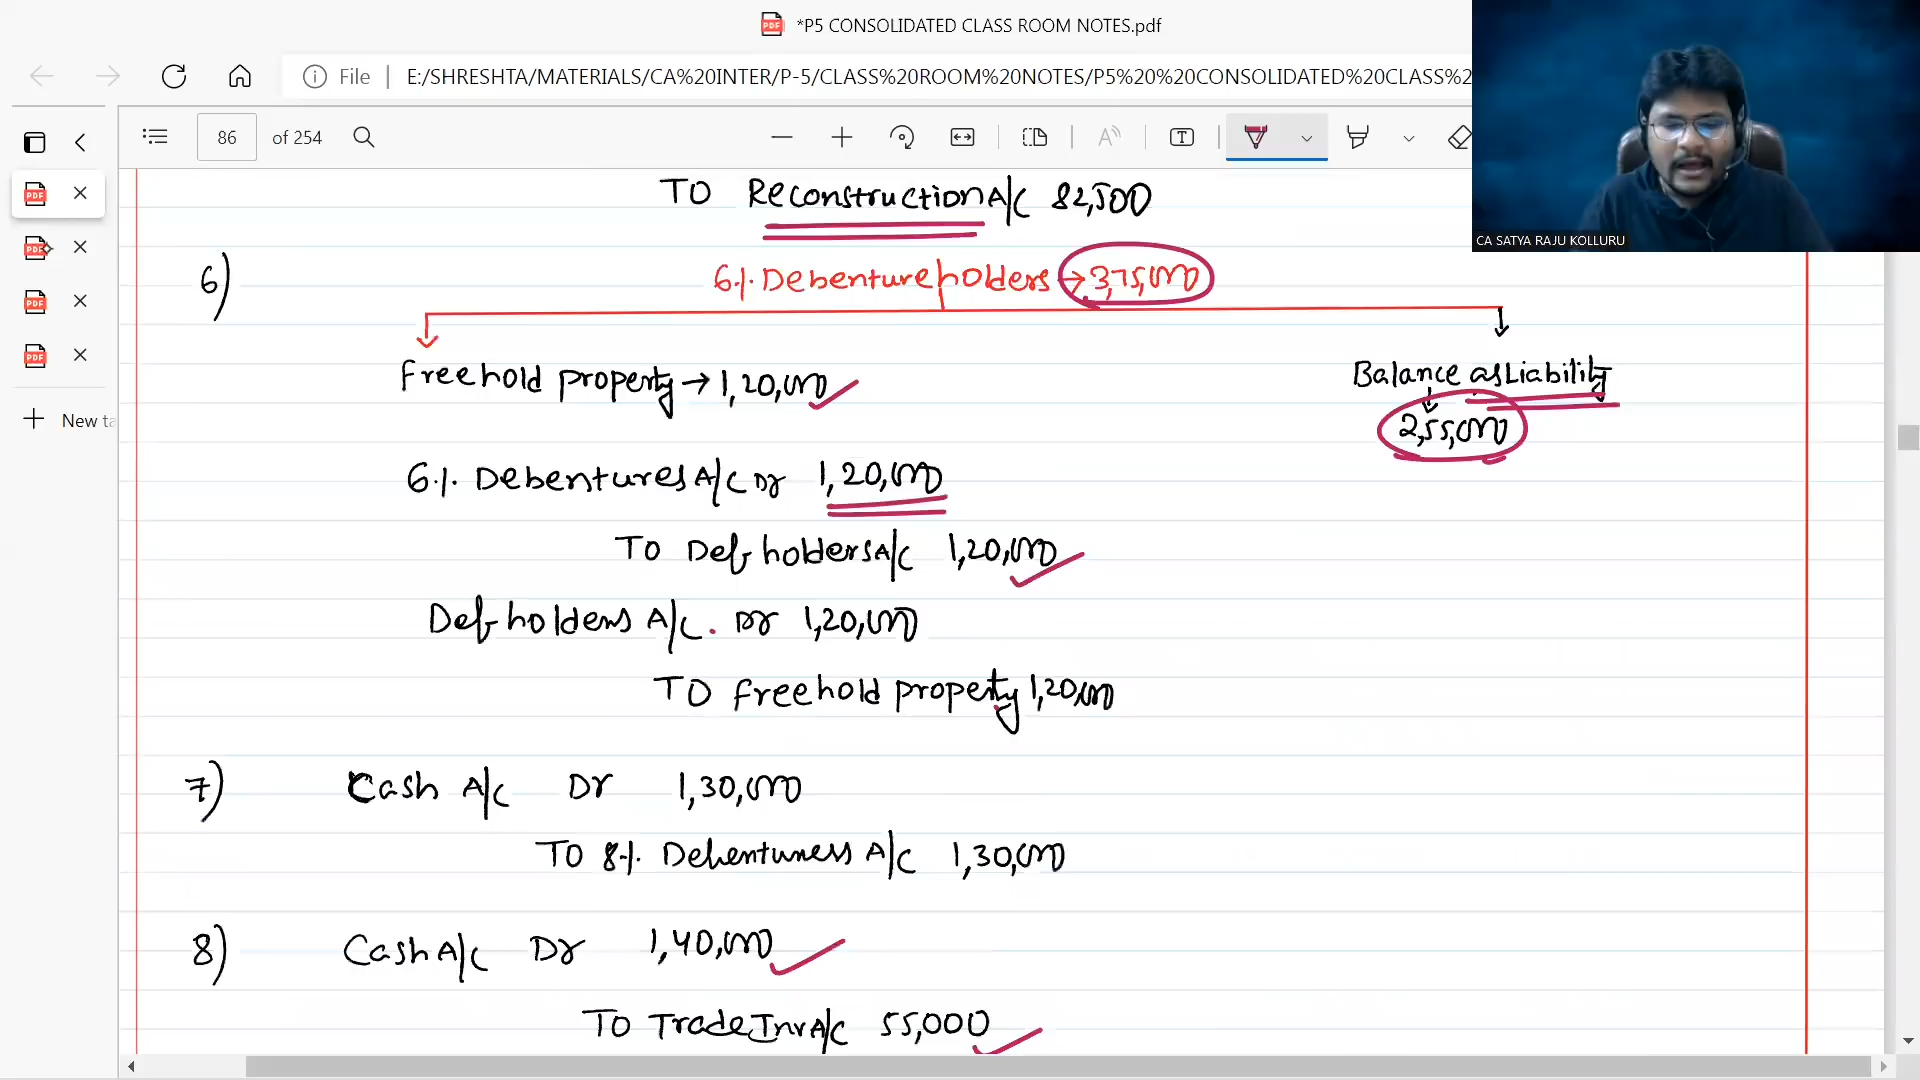 *P5 CONSOLIDATED CLASS ROOM NOTES.pdf
File E:/SHRESHTA/MATERIALS/CA%20INTER/P-5/CLASS%20ROOM%20NOTES/P5%20%20CONSOLIDATED%20CLASS%2
86 of 254
CA SATYA RAJU KOLLURU
New ta
TO Reconstruction A/C 82,500
6) 6%. Debentureholders → 3,75,000
Freehold property → 1,20,000
Balance as Liability
2,55,000
6%. Debentures A/C Dr 1,20,000
TO Deb-holders A/C 1,20,000
Deb-holders A/C. Dr 1,20,000
TO freehold property 1,20,000
7) Cash A/C Dr 1,30,000
TO 8%. Debentures A/C 1,30,000
8) Cash A/C Dr 1,40,000
TO Trade Inv A/C 55,000